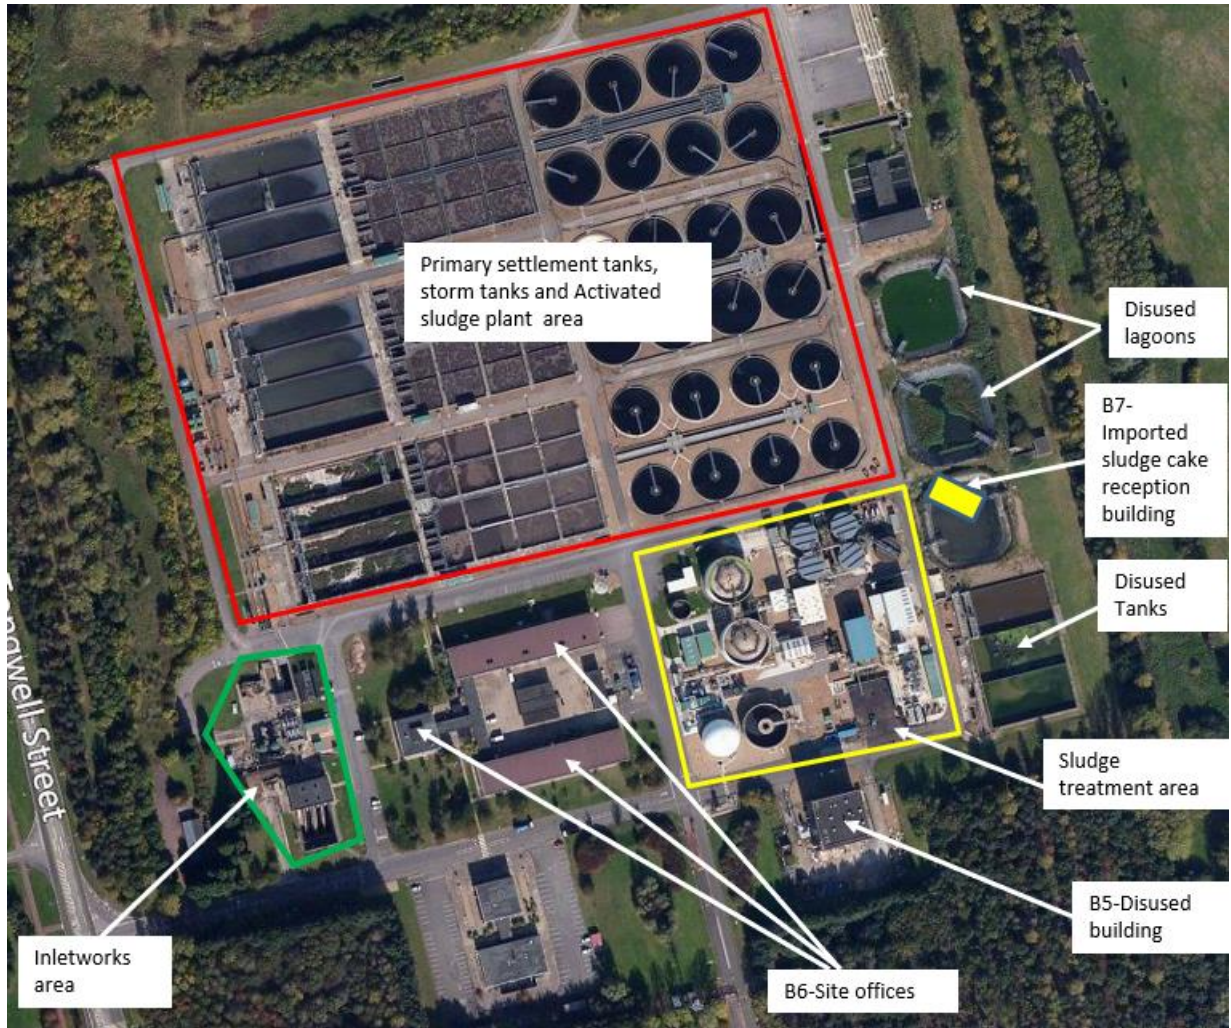 Primary settlement tanks,
storm tanks and Activated
sludge plant area
Disused
lagoons
B7-
Imported
sludge cake
reception
building
Disused
Tanks
Sludge
treatment area
B5-Disused
building
B6-Site offices
Inletworks
area
Street